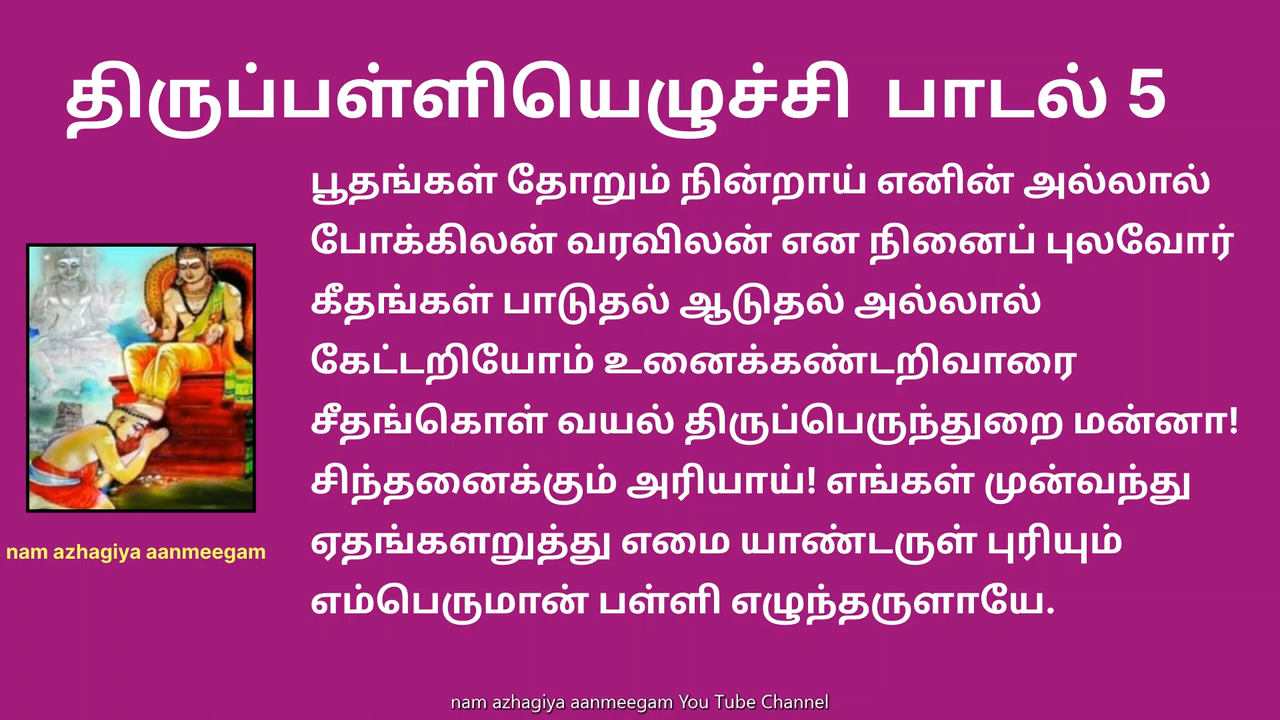 திருப்பள்ளியெழுச்சி பாடல் 5
பூதங்கள் தோறும் நின்றாய் எனின் அல்லால்
போக்கிலன் வரவிலன் என நினைப் புலவோர்
கீதங்கள் பாடுதல் ஆடுதல் அல்லால்
கேட்டறியோம் உனைக்கண்டறிவாரை
சீதங்கொள் வயல் திருப்பெருந்துறை மன்னா!
சிந்தனைக்கும் அரியாய்! எங்கள் முன்வந்து
ஏதங்களறுத்து எமை யாண்டருள் புரியும்
எம்பெருமான் பள்ளி எழுந்தருளாயே.
nam azhagiya aanmeegam
nam azhagiya aanmeegam You Tube Channel